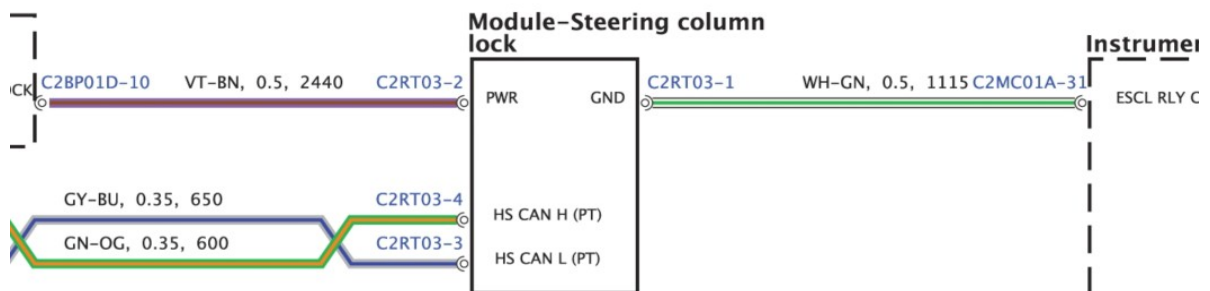 Module-Steering column
lock
Instrumer
CK
C2BP01D-10 VT-BN, 0.5, 2440 C2RT03-2
PWR GND
C2RT03-1 WH-GN, 0.5, 1115 C2MC01A-31
ESCL RLY C
GY-BU, 0.35, 650 C2RT03-4
HS CAN H (PT)
GN-OG, 0.35, 600 C2RT03-3
HS CAN L (PT)